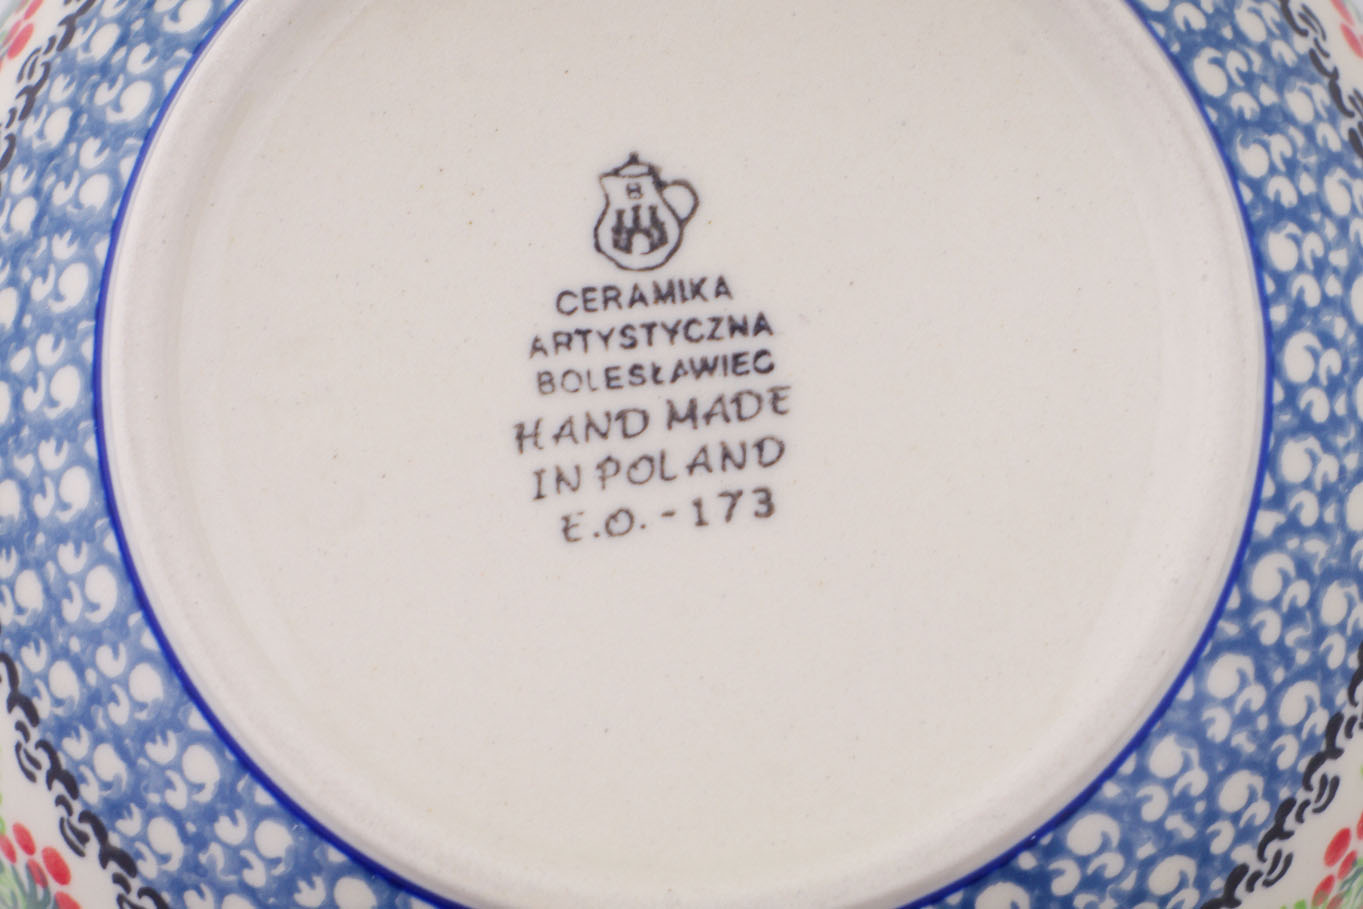 B
CERAMIKA
ARTYSTYCZNA
BOLESŁAWIEC
HAND MADE
IN POLAND
E.O.-173